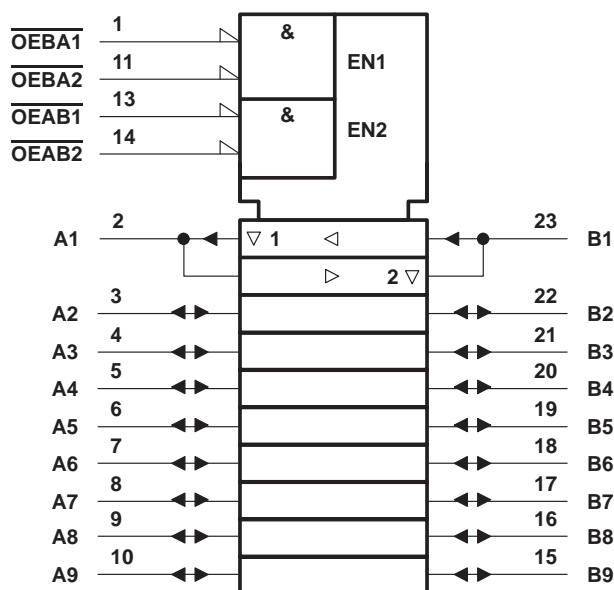 OEBA1 1 & EN1
OEBA2 11
OEAB1 13 & EN2
OEAB2 14
A1 2 1 23 B1
2
A2 3 22 B2
A3 4 21 B3
A4 5 20 B4
A5 6 19 B5
A6 7 18 B6
A7 8 17 B7
A8 9 16 B8
A9 10 15 B9